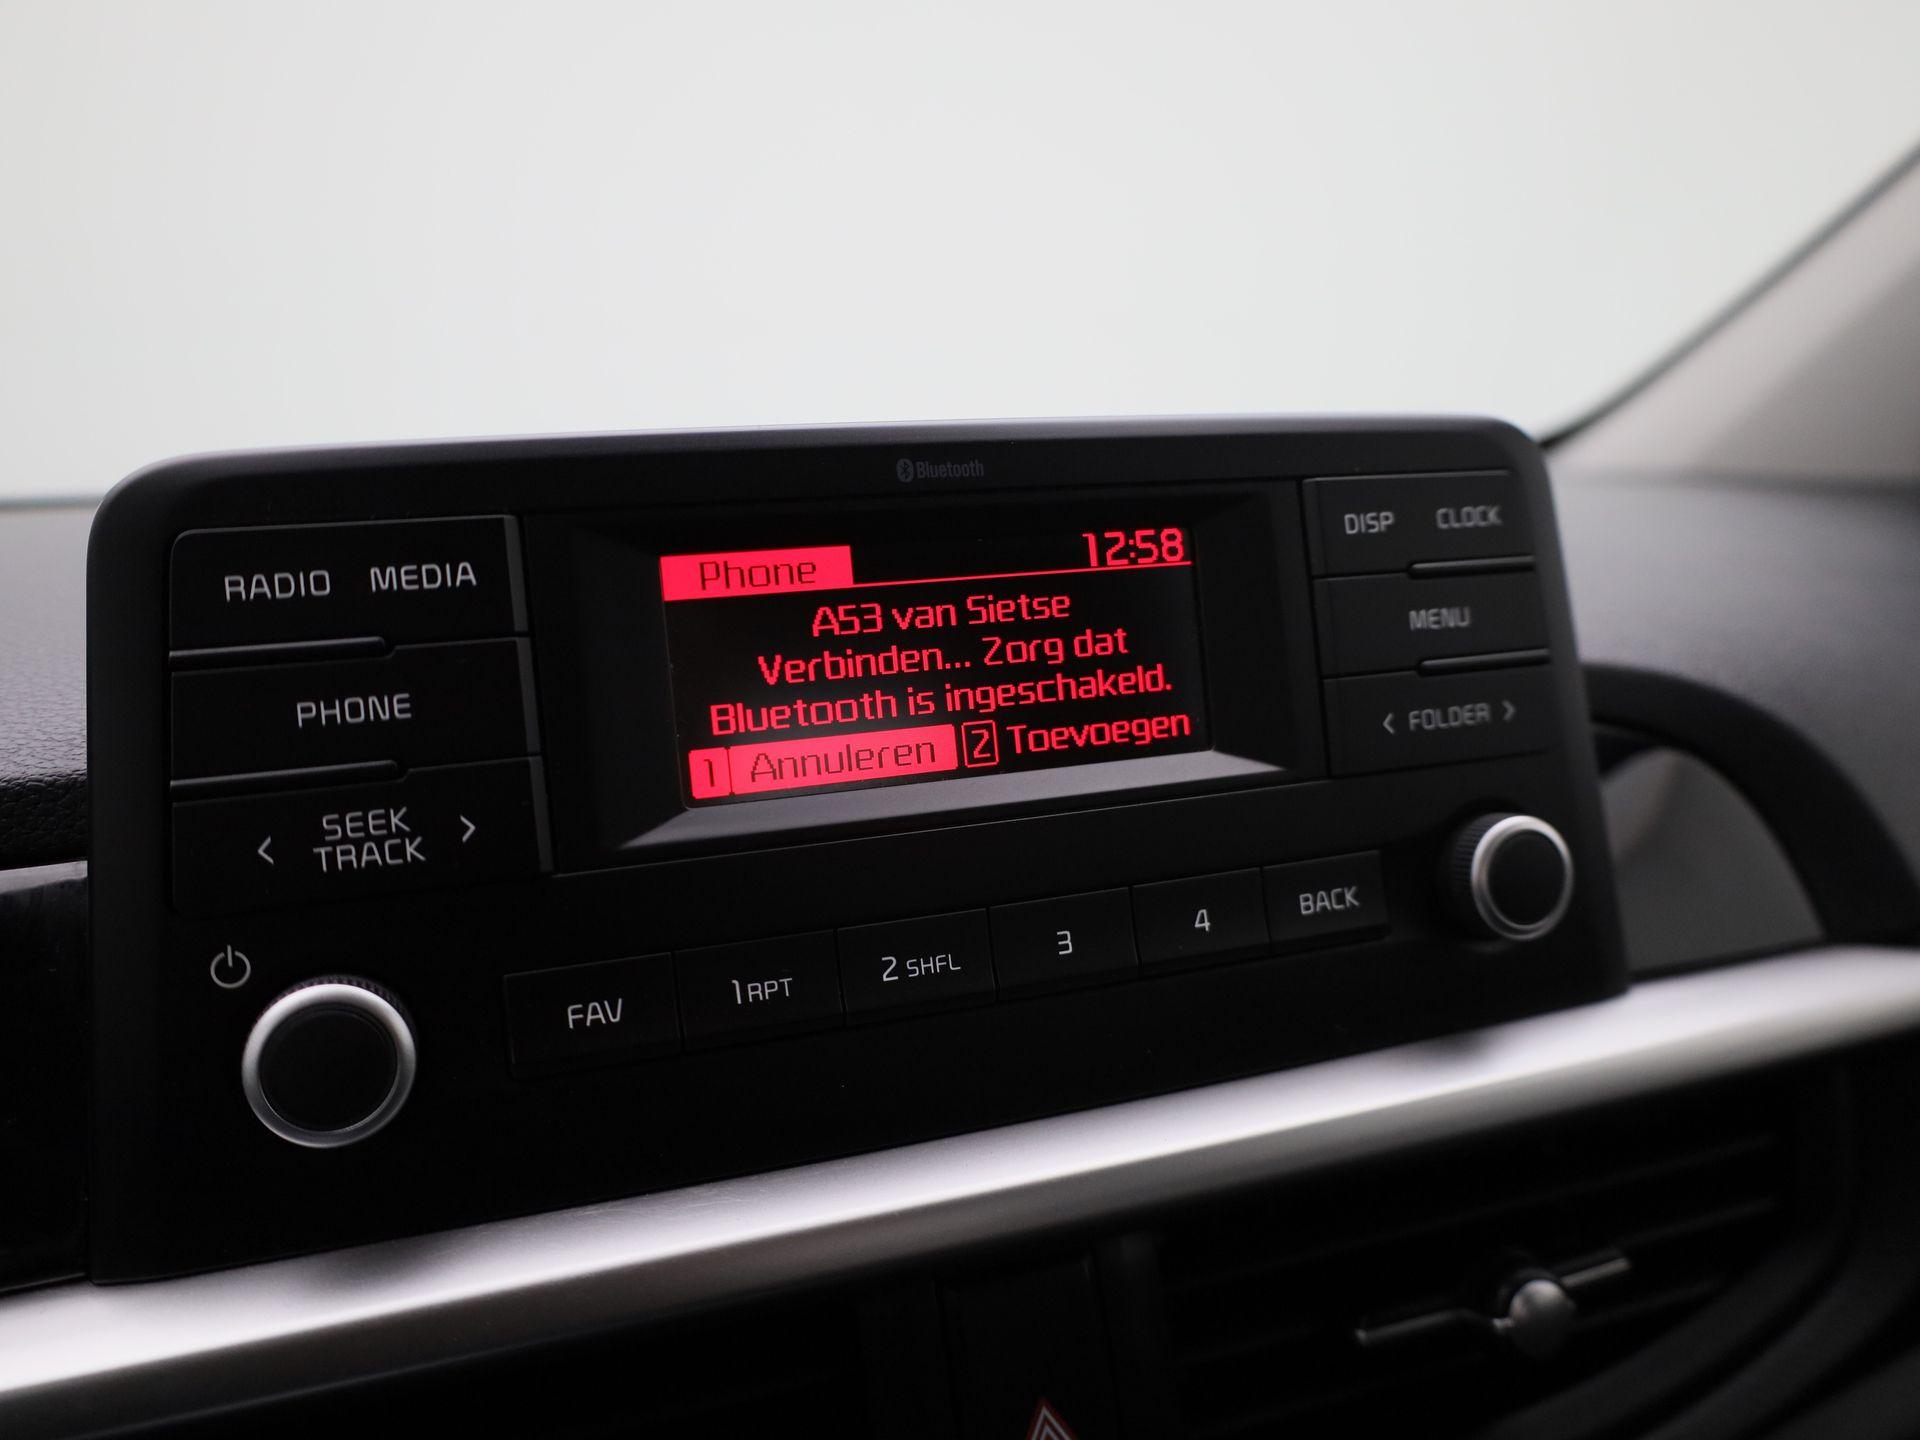 Bluetooth
RADIO MEDIA
PHONE
< SEEK >
TRACK
Phone 12:58
A53 van Sietse
Verbinden... Zorg dat
Bluetooth is ingeschakeld.
1 Annuleren 2 Toevoegen
DISP CLOCK
MENU
< FOLDER >
FAV 1 RPT 2 SHFL 3 4 BACK